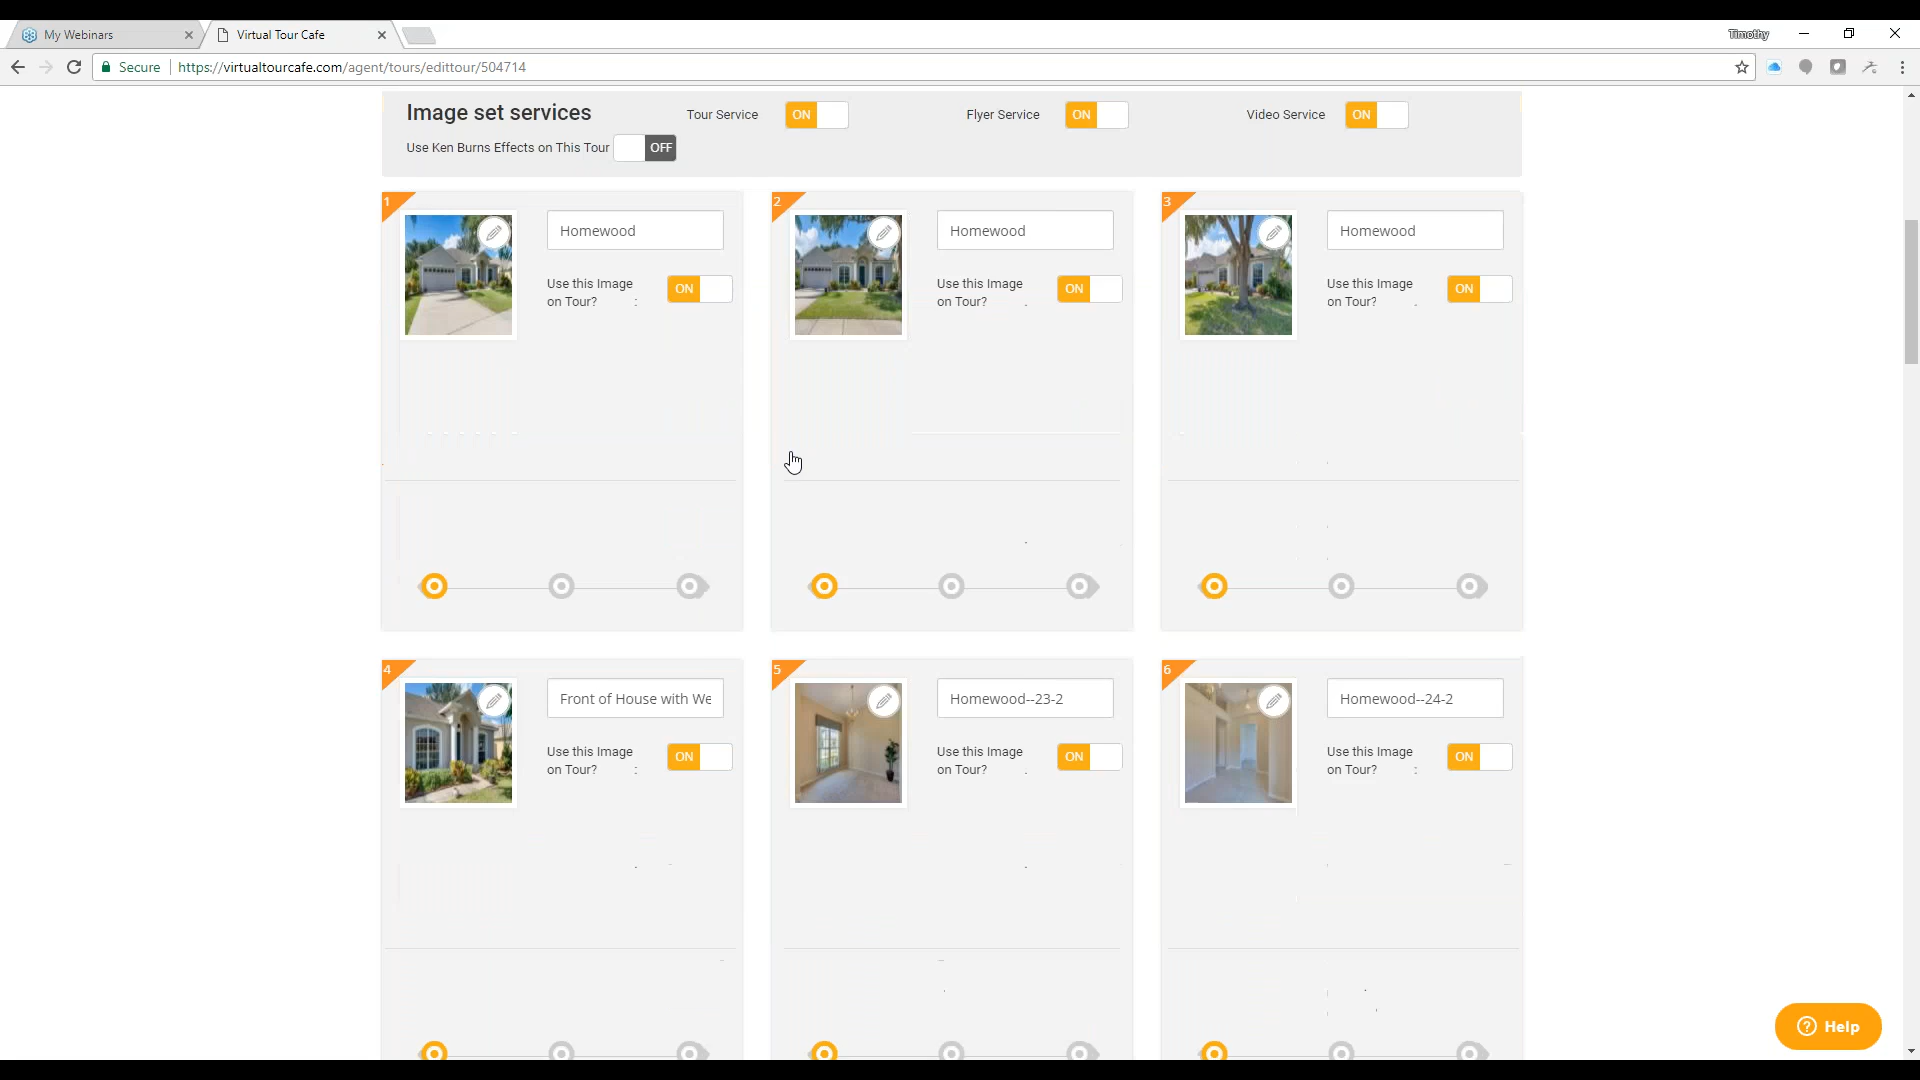 My Webinars
Virtual Tour Cafe
Timothy
Secure
https://virtualtourcafe.com/agent/tours/edittour/504714
Image set services
Tour Service ON
Flyer Service ON
Video Service ON
Use Ken Burns Effects on This Tour OFF
1
Homewood
Use this Image
on Tour? :
ON
2
Homewood
Use this Image
on Tour?
ON
3
Homewood
Use this Image
on Tour?
ON
4
Front of House with We
Use this Image
on Tour? :
ON
5
Homewood--23-2
Use this Image
on Tour?
ON
6
Homewood--24-2
Use this Image
on Tour? :
ON
? Help